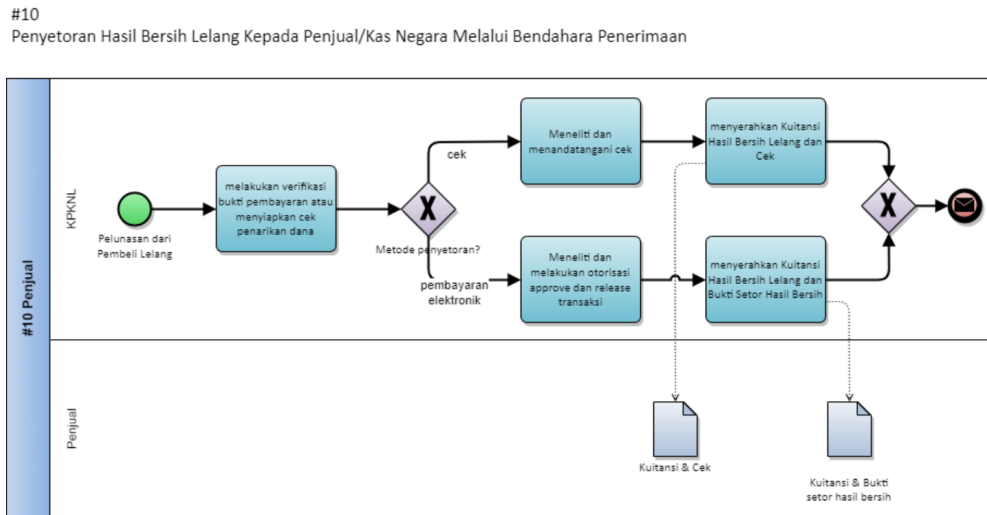 #10
Penyetoran Hasil Bersih Lelang Kepada Penjual/Kas Negara Melalui Bendahara Penerimaan
#10 Penjual
KPKNL
Pelunasan dari
Pembeli Lelang
melakukan verifikasi
bukti pembayaran atau
menyiapkan cek
penarikan dana
Metode penyetoran?
cek
Meneliti dan
menandatangani cek
menyerahkan Kuitansi
Hasil Bersih Lelang dan
Cek
pembayaran
elektronik
Meneliti dan
melakukan otorisasi
approve dan release
transaksi
menyerahkan Kuitansi
Hasil Bersih Lelang dan
Bukti Setor Hasil Bersih
Penjual
Kuitansi & Cek
Kuitansi & Bukti
setor hasil bersih